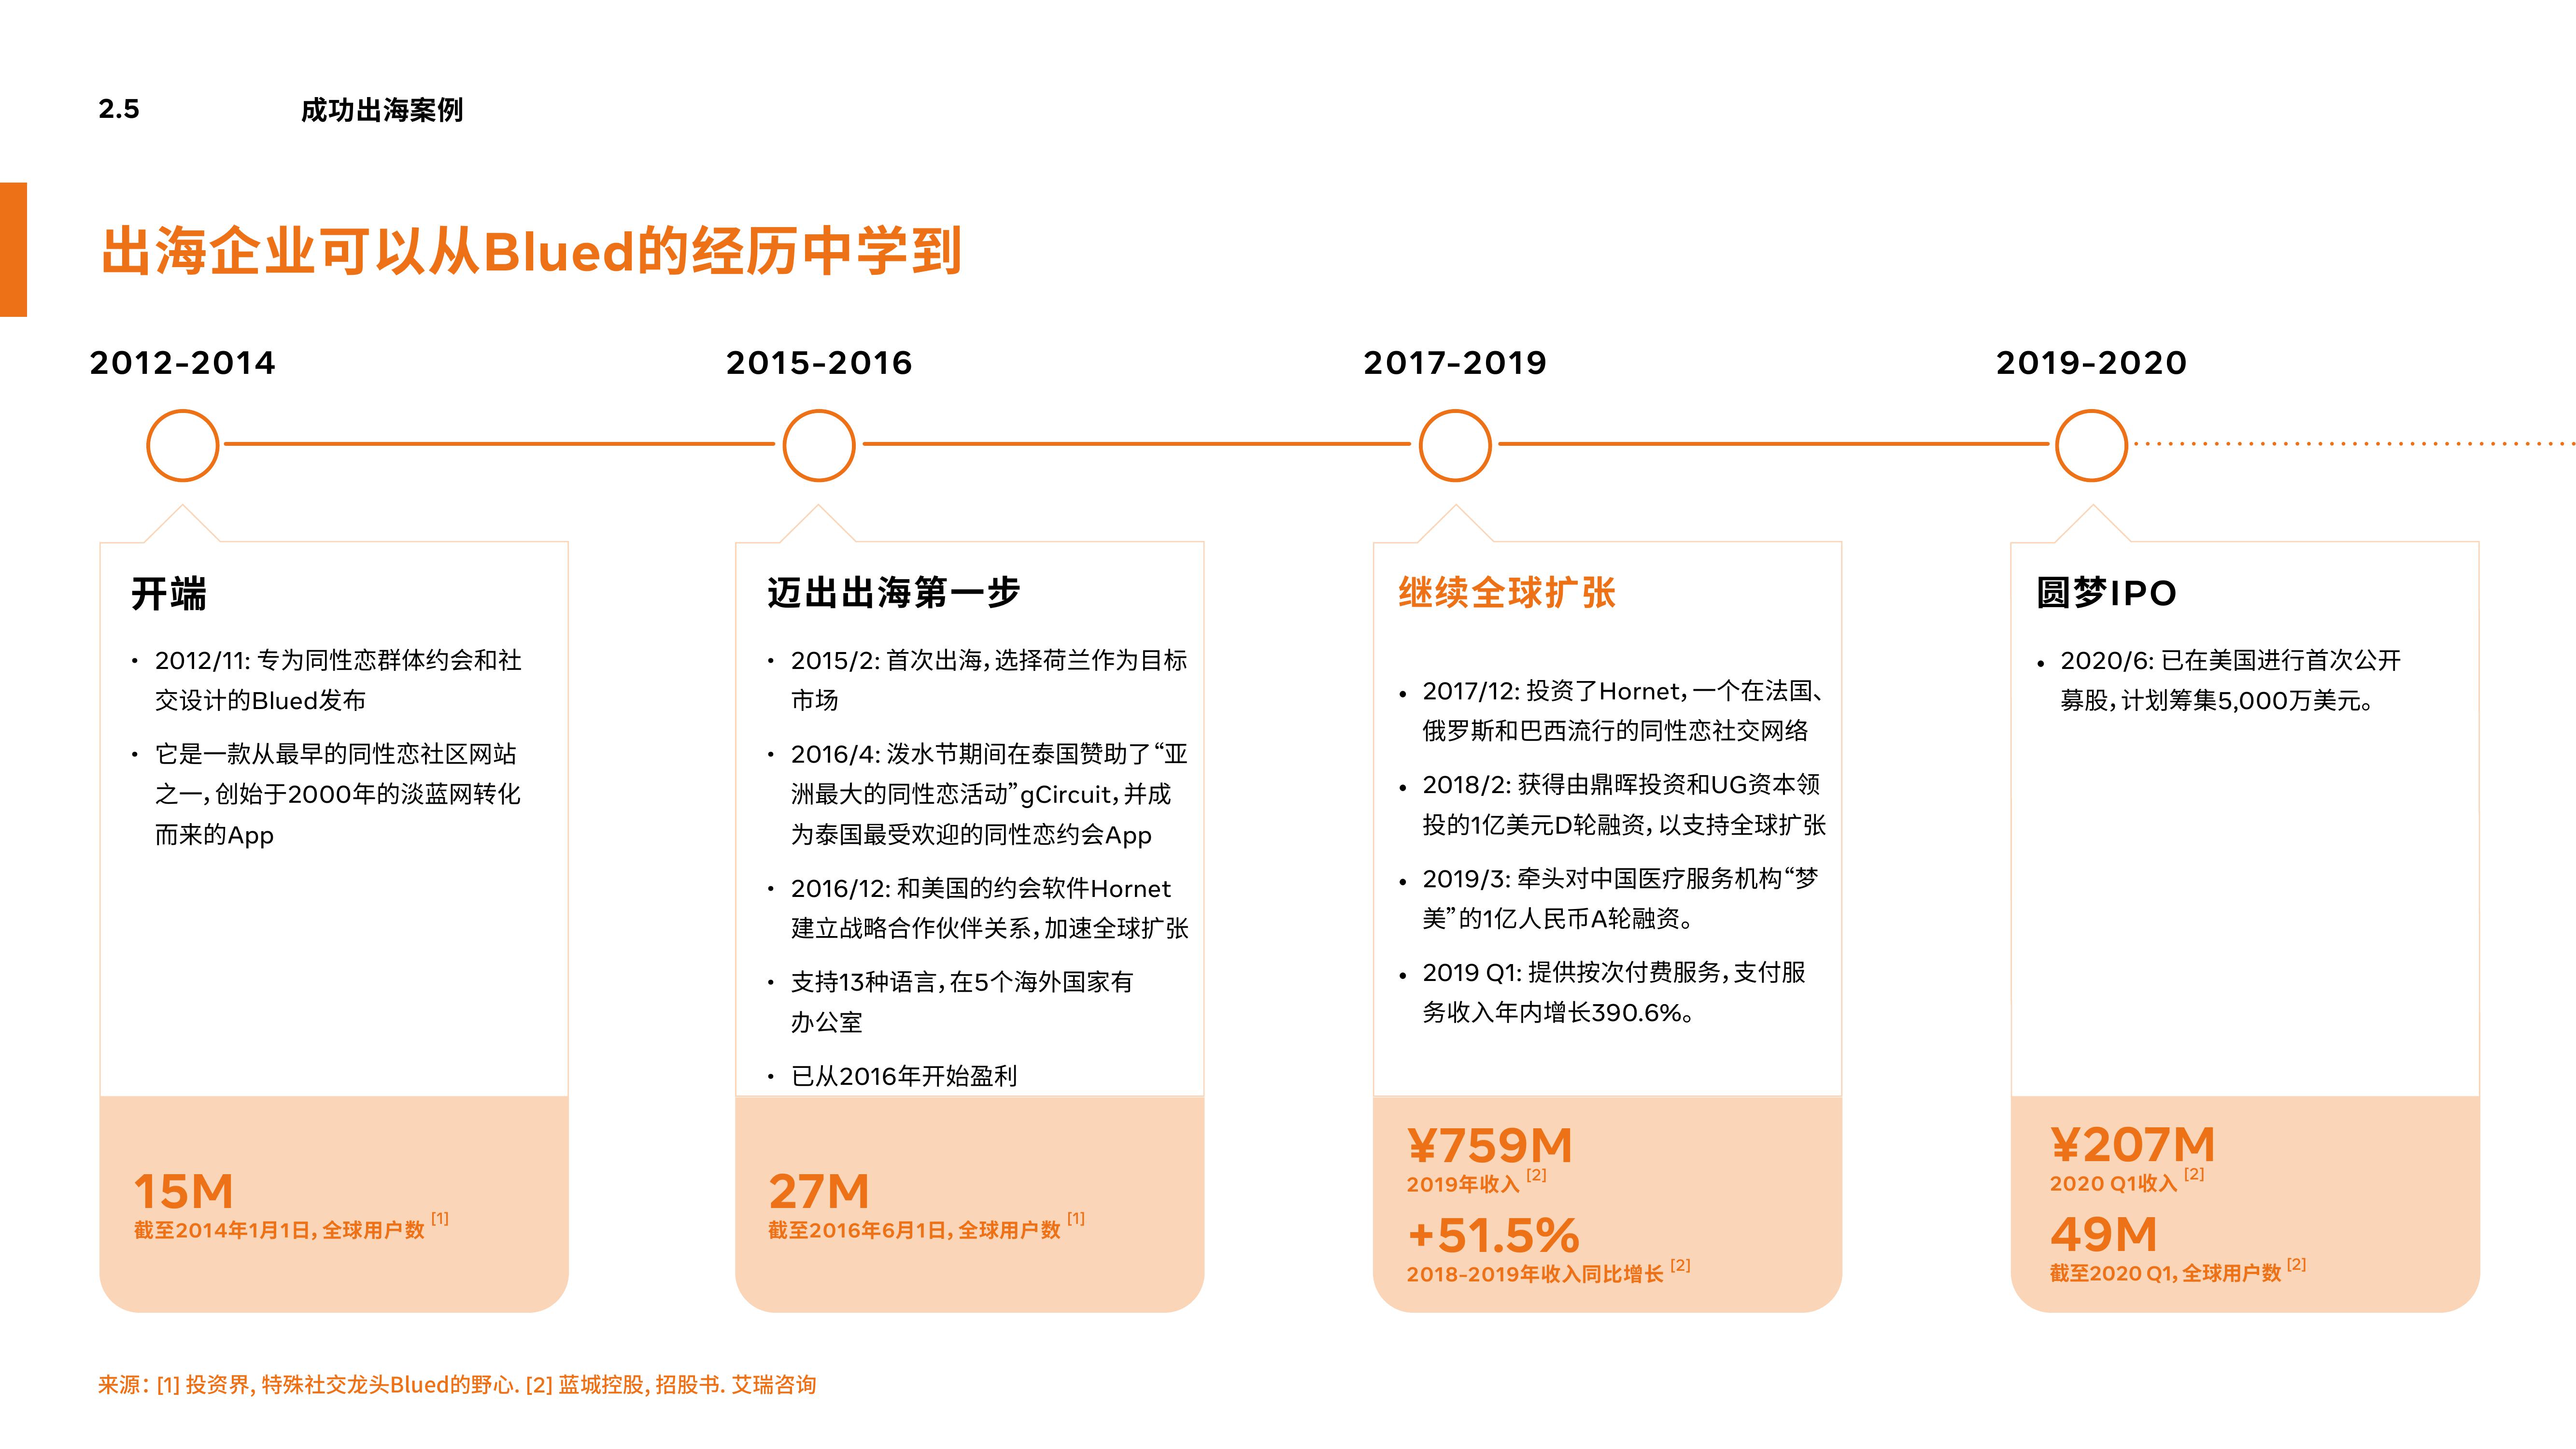 2.5
成功出海案例
出海企业可以从Blued的经历中学到
2012-2014
开端
• 2012/11: 专为同性恋群体约会和社
交设计的Blued发布
• 它是一款从最早的同性恋社区网站
之一，创始于2000年的淡蓝网转化
而来的App
15M
截至2014年1月1日，全球用户数 [1]
2015-2016
迈出出海第一步
• 2015/2: 首次出海，选择荷兰作为目标
市场
• 2016/4: 泼水节期间在泰国赞助了“亚
洲最大的同性恋活动”gCircuit，并成
为泰国最受欢迎的同性恋约会App
• 2016/12: 和美国的约会软件Hornet
建立战略合作伙伴关系，加速全球扩张
• 支持13种语言，在5个海外国家有
办公室
• 已从2016年开始盈利
27M
截至2016年6月1日，全球用户数 [1]
2017-2019
继续全球扩张
• 2017/12: 投资了Hornet，一个在法国、
俄罗斯和巴西流行的同性恋社交网络
• 2018/2: 获得由鼎晖投资和UG资本领
投的1亿美元D轮融资，以支持全球扩张
• 2019/3: 牵头对中国医疗服务机构“梦
美”的1亿人民币A轮融资。
• 2019 Q1: 提供按次付费服务，支付服
务收入年内增长390.6%。
¥759M
2019年收入 [2]
+51.5%
2018-2019年收入同比增长 [2]
2019-2020
圆梦IPO
• 2020/6: 已在美国进行首次公开
募股，计划筹集5,000万美元。
¥207M
2020 Q1收入 [2]
49M
截至2020 Q1，全球用户数 [2]
来源：[1] 投资界, 特殊社交龙头Blued的野心. [2] 蓝城控股, 招股书. 艾瑞咨询